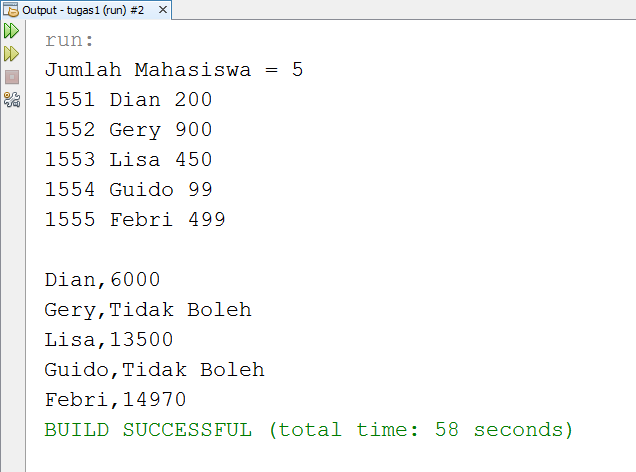 Output - tugas1 (run) #2
run:
Jumlah Mahasiswa = 5
1551 Dian 200
1552 Gery 900
1553 Lisa 450
1554 Guido 99
1555 Febri 499
Dian,6000
Gery,Tidak Boleh
Lisa,13500
Guido,Tidak Boleh
Febri,14970
BUILD SUCCESSFUL (total time: 58 seconds)